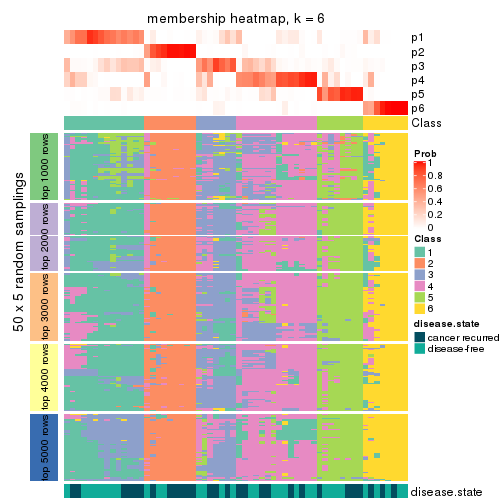 membership heatmap, k = 6
p1
p2
p3
p4
p5
p6
Class
50 x 5 random samplings
top 1000 rows
top 2000 rows
top 3000 rows
top 4000 rows
top 5000 rows
Prob
1
0.8
0.6
0.4
0.2
0
Class
1
2
3
4
5
6
disease.state
cancer recurred
disease-free
disease.state